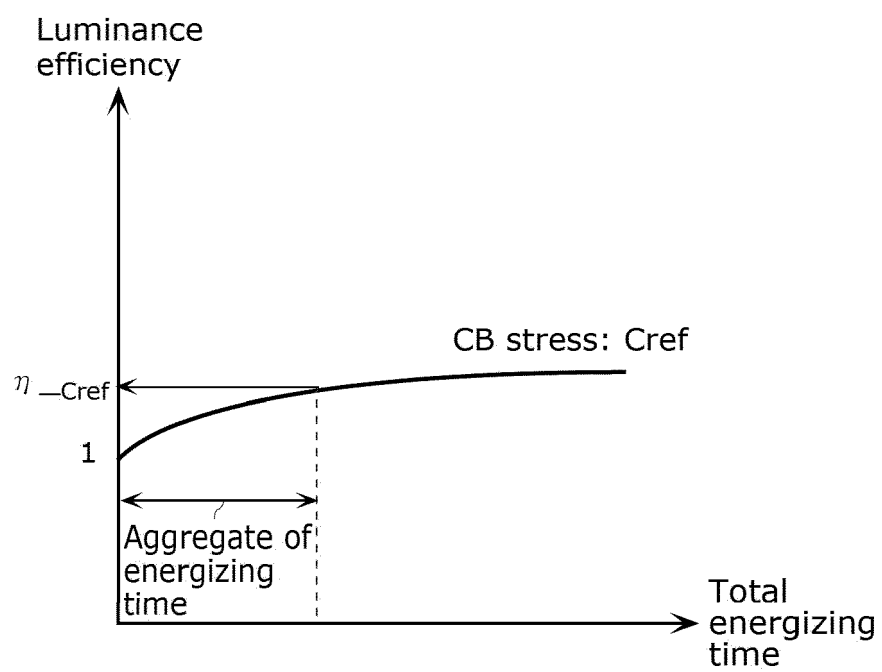 Luminance
efficiency
CB stress: Cref
η —Cref
1
Aggregate of
energizing
time
Total
energizing
time